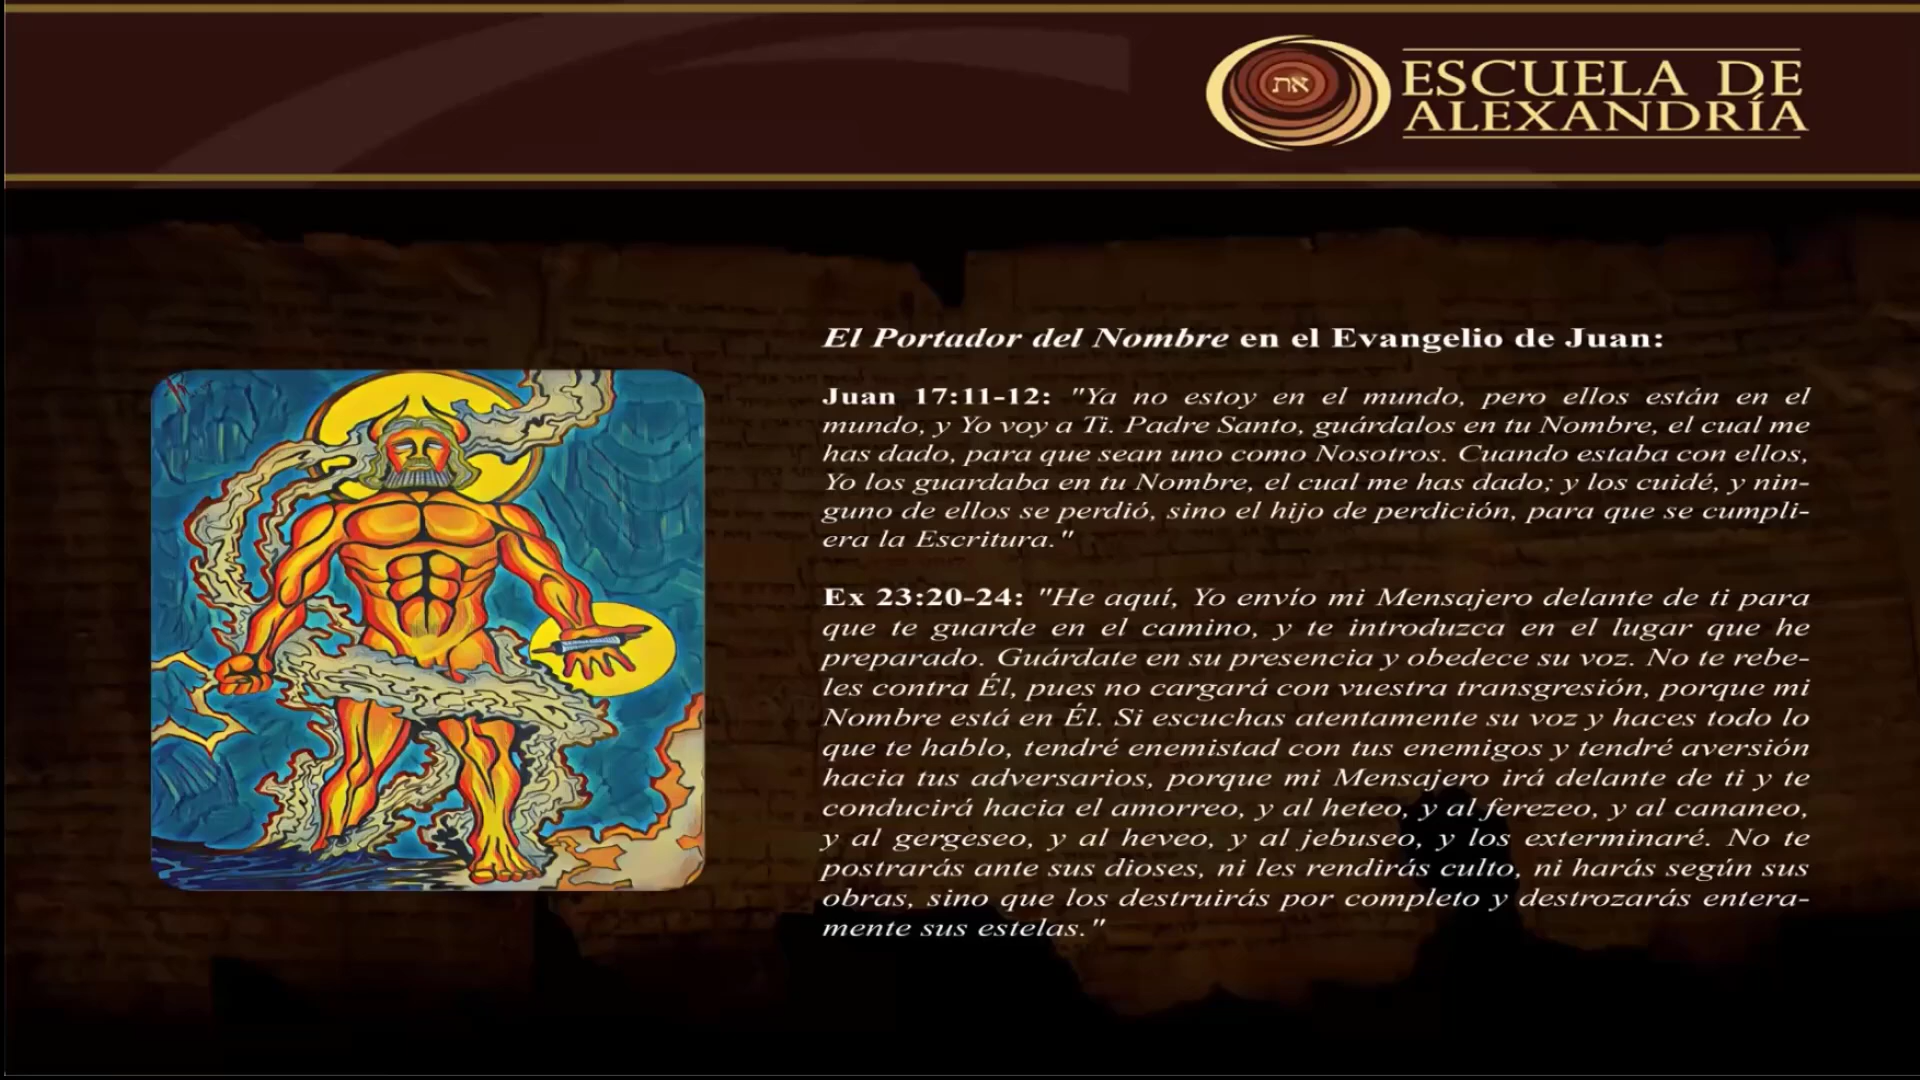 את
ESCUELA DE
ALEXANDRÍA
El Portador del Nombre en el Evangelio de Juan:
Juan 17:11-12: "Ya no estoy en el mundo, pero ellos están en el
mundo, y Yo voy a Ti. Padre Santo, guárdalos en tu Nombre, el cual me
has dado, para que sean uno como Nosotros. Cuando estaba con ellos,
Yo los guardaba en tu Nombre, el cual me has dado; y los cuidé, y nin-
guno de ellos se perdió, sino el hijo de perdición, para que se cumpli-
era la Escritura."
Ex 23:20-24: "He aquí, Yo envío mi Mensajero delante de ti para
que te guarde en el camino, y te introduzca en el lugar que he
preparado. Guárdate en su presencia y obedece su voz. No te rebe-
les contra Él, pues no cargará con vuestra transgresión, porque mi
Nombre está en Él. Si escuchas atentamente su voz y haces todo lo
que te hablo, tendré enemistad con tus enemigos y tendré aversión
hacia tus adversarios, porque mi Mensajero irá delante de ti y te
conducirá hacia el amorreo, y al heteo, y al ferezeo, y al cananeo,
y al gergeseo, y al heveo, y al jebuseo, y los exterminaré. No te
postrarás ante sus dioses, ni les rendirás culto, ni harás según sus
obras, sino que los destruirás por completo y destrozarás entera-
mente sus estelas."